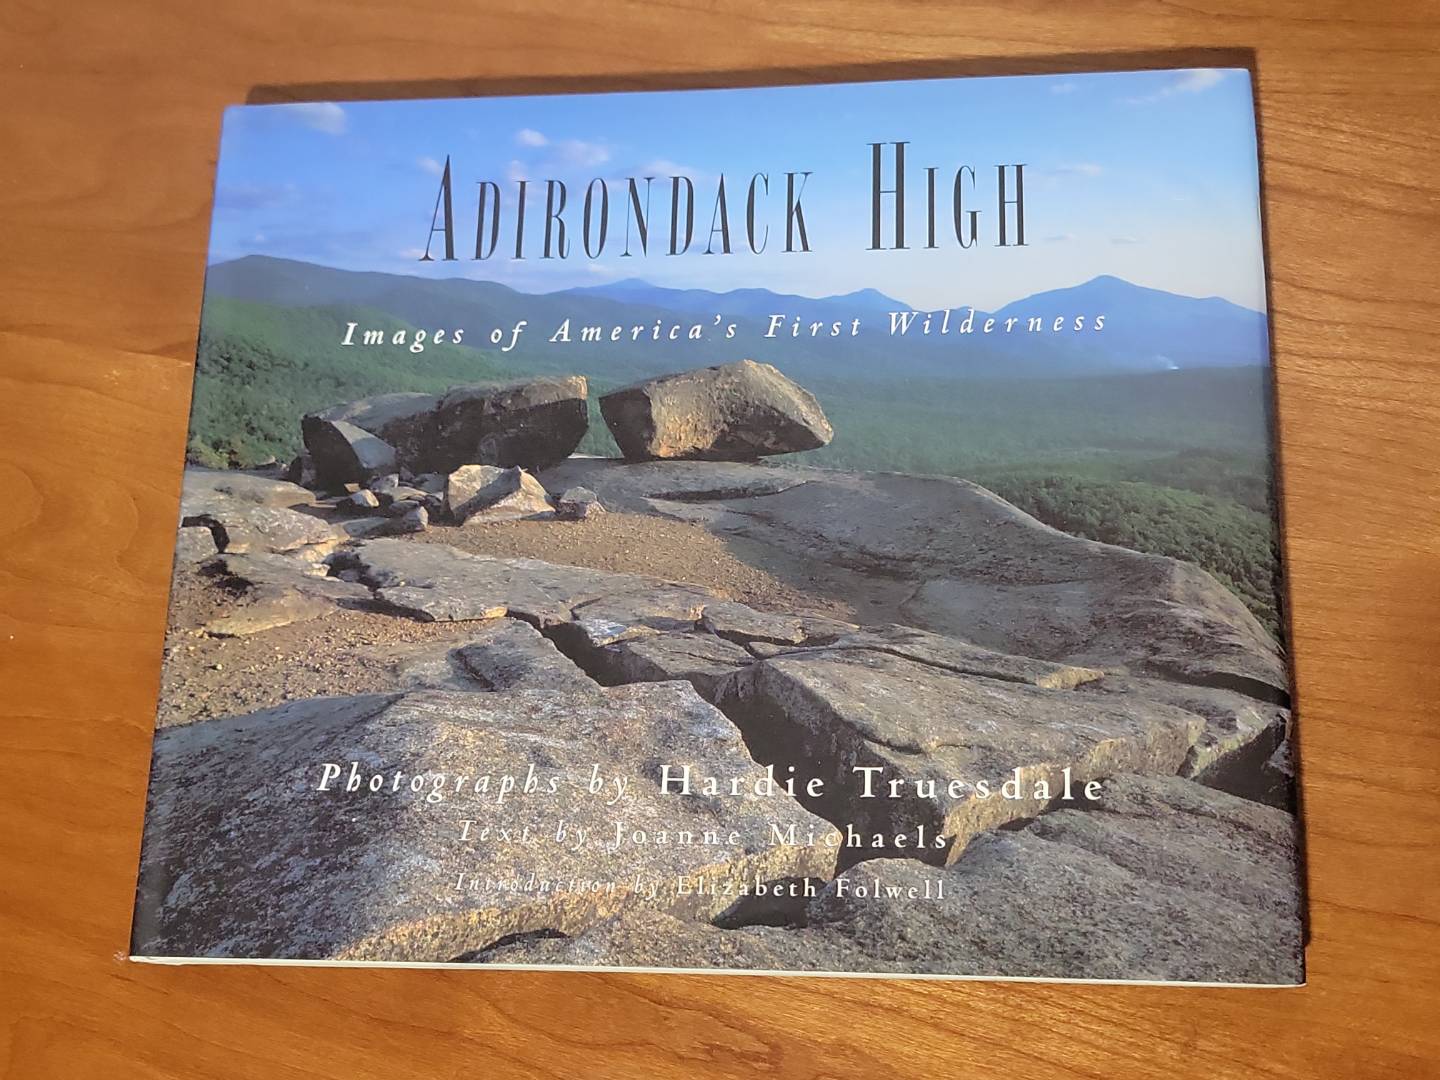 ADIRONDACK HIGH
Images of America's First Wilderness
Photographs by Hardie Truesdale
Text by Joanne Michaels
Introduction by Elizabeth Folwell